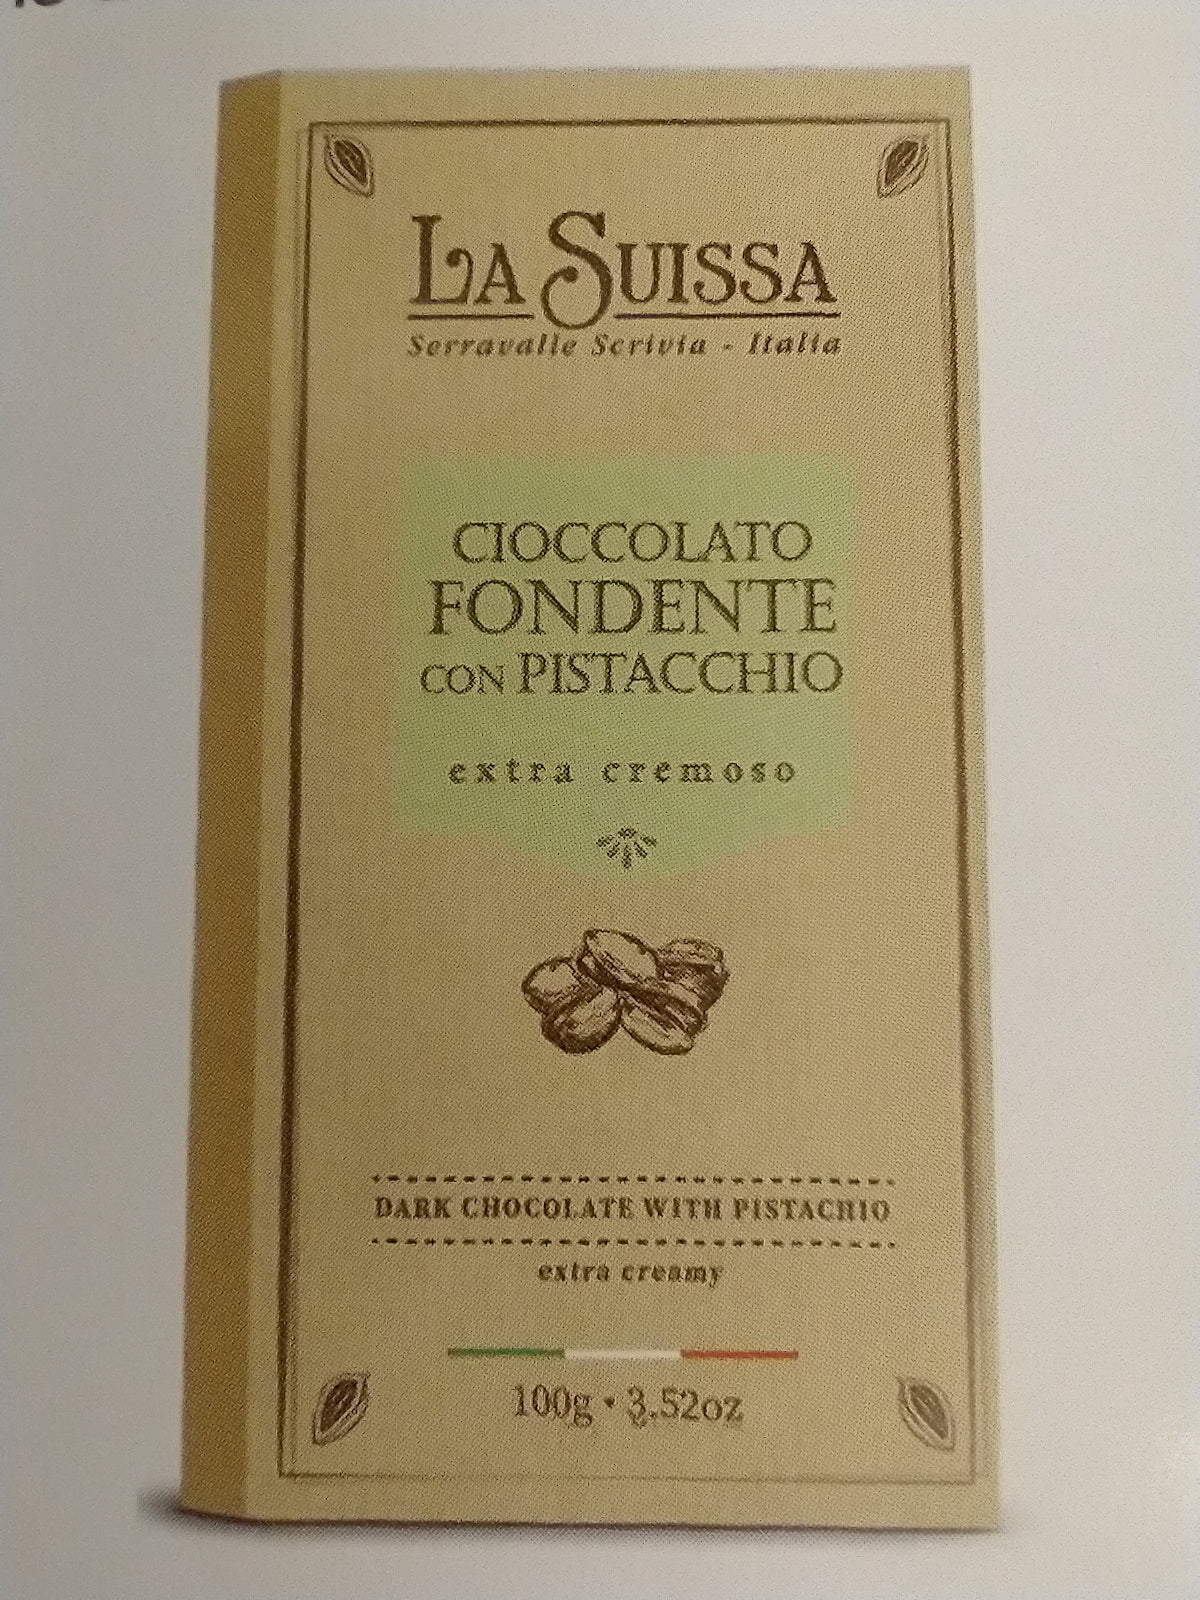 LA SUISSA
Serravalle Scrivia - Italia
CIOCCOLATO
FONDENTE
CON PISTACCHIO
extra cremoso
DARK CHOCOLATE WITH PISTACHIO
extra creamy
100g • 3.52oz